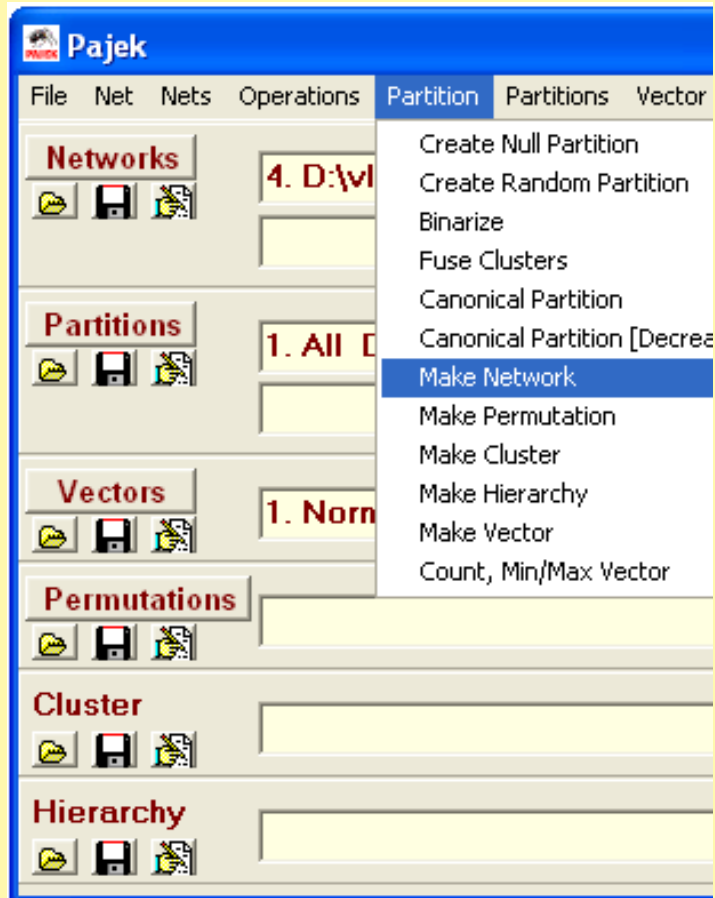 Pajek
File Net Nets Operations Partition Partitions Vector
Networks
4. D:\vl
Partitions
1. All D
Vectors
1. Norm
Permutations
Cluster
Hierarchy
Create Null Partition
Create Random Partition
Binarize
Fuse Clusters
Canonical Partition
Canonical Partition [Decrea
Make Network
Make Permutation
Make Cluster
Make Hierarchy
Make Vector
Count, Min/Max Vector